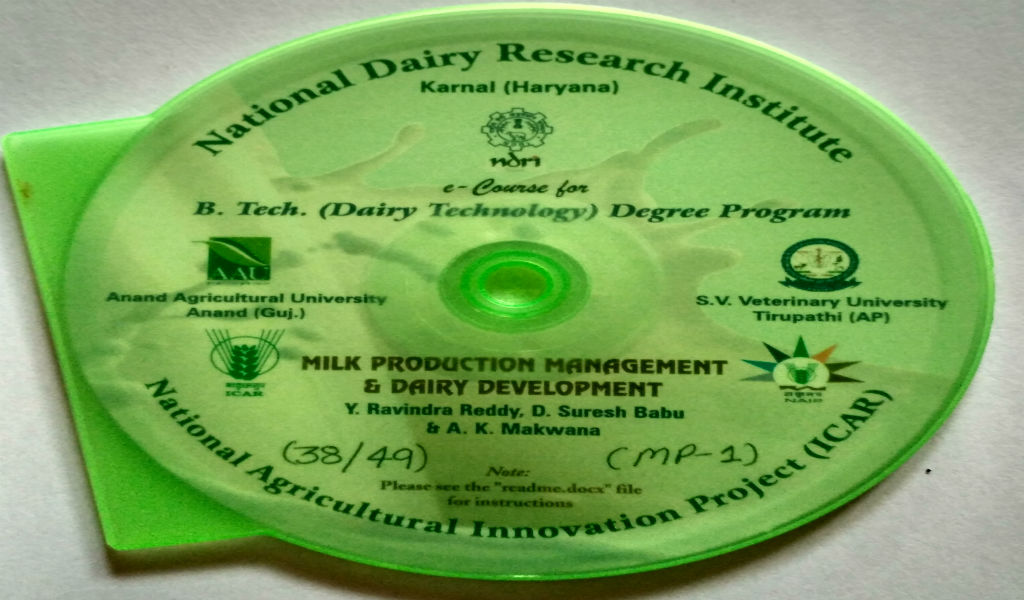 National Dairy Research Institute
Karnal (Haryana)
ndri
e-Course for
B. Tech. (Dairy Technology) Degree Program
AAU
Anand Agricultural University
Anand (Guj.)
S.V. Veterinary University
Tirupathi (AP)
ICAR
MILK PRODUCTION MANAGEMENT
& DAIRY DEVELOPMENT
NAIP
Y. Ravindra Reddy, D. Suresh Babu
& A. K. Makwana
(38/49)
(MP-1)
Note:
Please see the "readme.docx" file
for instructions
National Agricultural Innovation Project (ICAR)